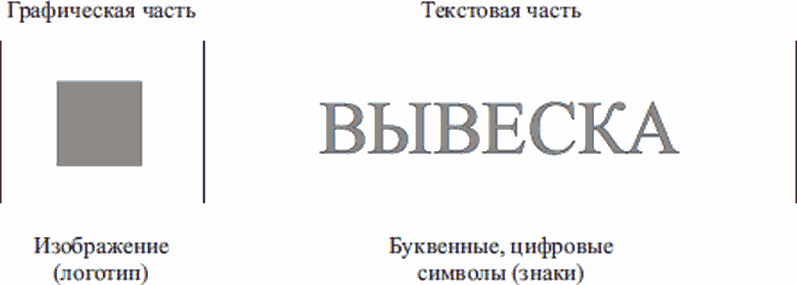 Графическая часть
Текстовая часть
ВЫВЕСКА
Изображение
(логотип)
Буквенные, цифровые
символы (знаки)